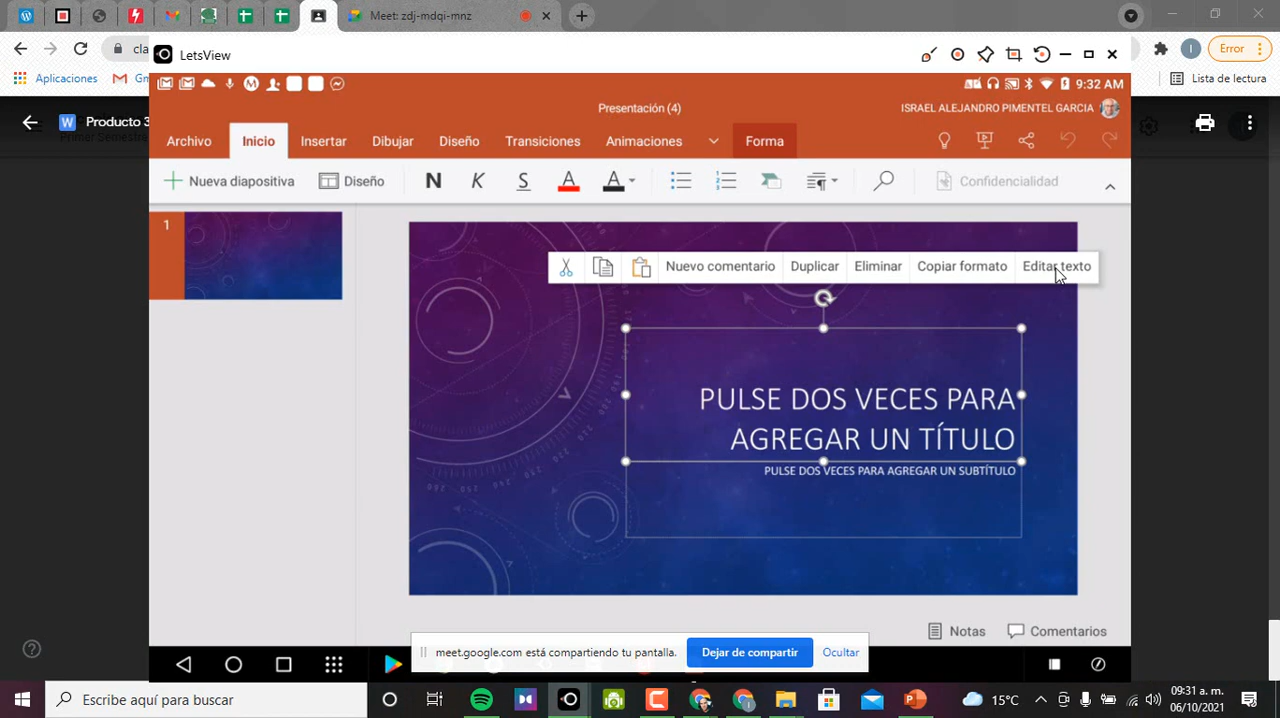 Meet: zdj-mdqi-mnz
cla
Error
Aplicaciones
Gm
Lista de lectura
LetsView
9:32 AM
Presentación (4)
ISRAEL ALEJANDRO PIMENTEL GARCIA
Producto 3
Primer Semestre
Archivo Inicio Insertar Dibujar Diseño Transiciones Animaciones Forma
Nueva diapositiva Diseño N K S A A Confidencialidad
1
Nuevo comentario Duplicar Eliminar Copiar formato Editar texto
PULSE DOS VECES PARA
AGREGAR UN TÍTULO
PULSE DOS VECES PARA AGREGAR UN SUBTÍTULO
Notas Comentarios
meet.google.com está compartiendo tu pantalla. Dejar de compartir Ocultar
Escribe aquí para buscar
15°C
09:31 a. m.
06/10/2021